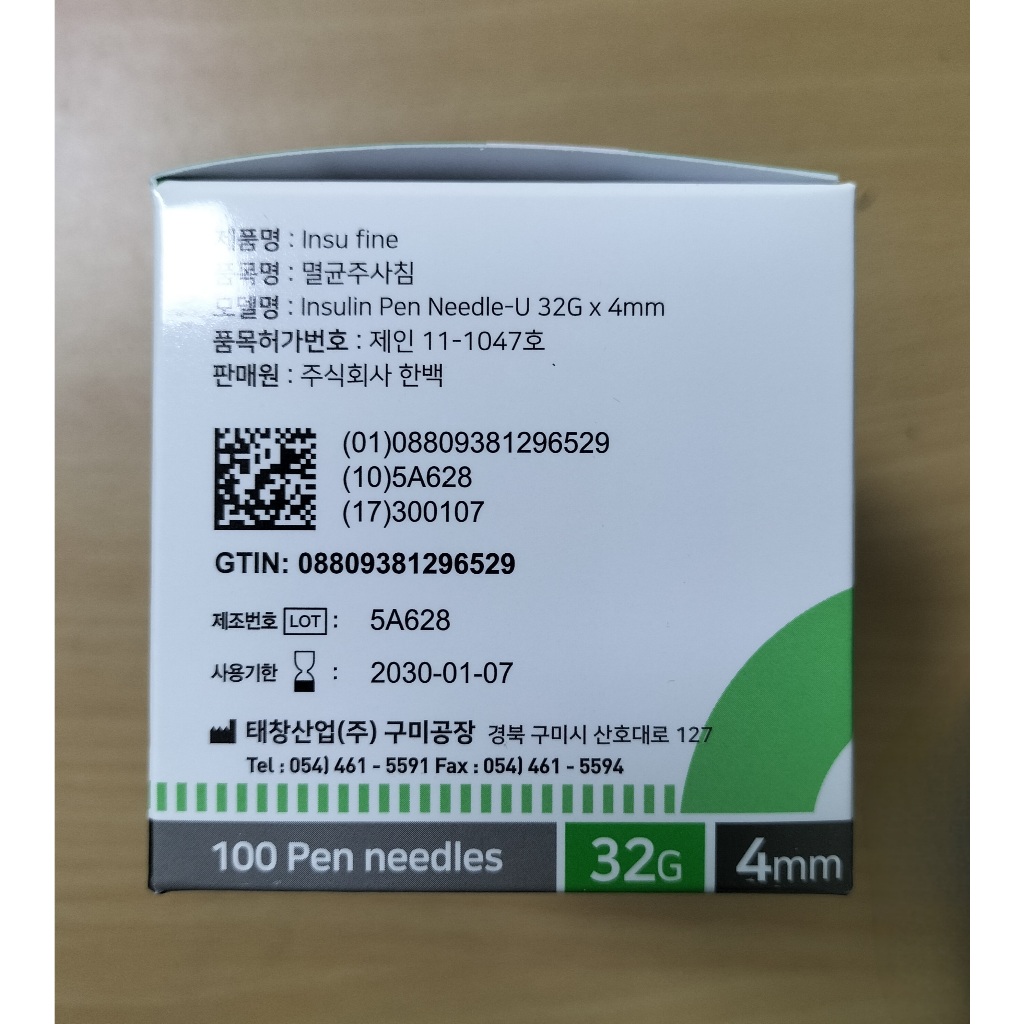 제품명 : Insu fine
품목명 : 멸균주사침
모델명 : Insulin Pen Needle-U 32G x 4mm
품목허가번호 : 제인 11-1047호
판매원 : 주식회사 한백
(01)08809381296529
(10)5A628
(17)300107
GTIN: 08809381296529
제조번호 LOT : 5A628
사용기한 : 2030-01-07
태창산업(주) 구미공장 경북 구미시 산호대로 127
Tel : 054) 461 - 5591 Fax : 054) 461 - 5594
100 Pen needles 32G 4mm